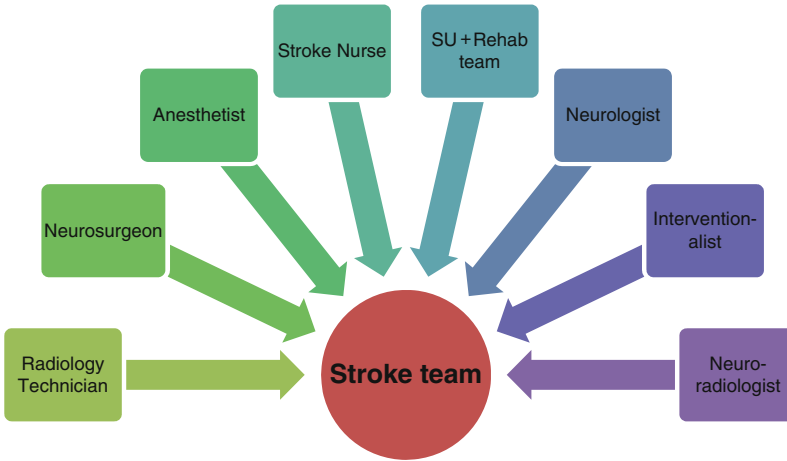 Stroke Nurse
SU+Rehab
team
Anesthetist
Neurologist
Neurosurgeon
Intervention-
alist
Radiology
Technician
Stroke team
Neuro-
radiologist